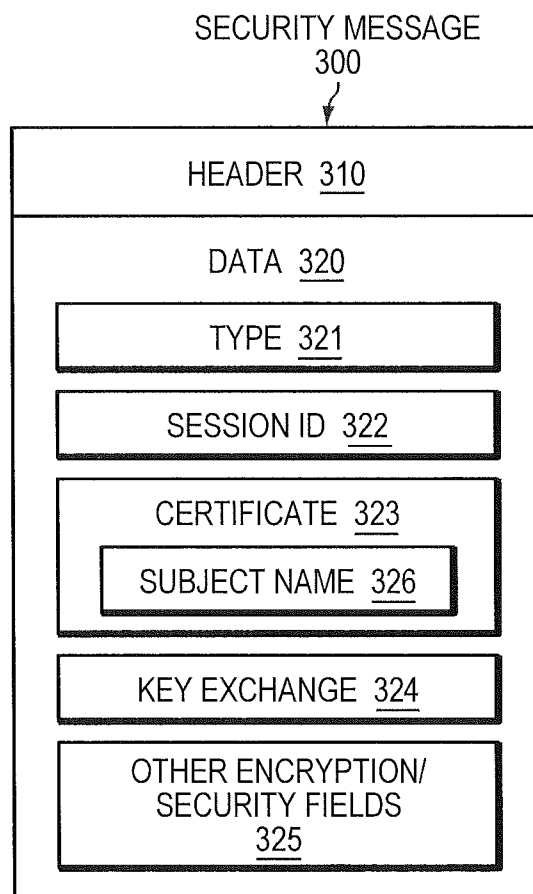 SECURITY MESSAGE
300
HEADER 310
DATA 320
TYPE 321
SESSION ID 322
CERTIFICATE 323
SUBJECT NAME 326
KEY EXCHANGE 324
OTHER ENCRYPTION/
SECURITY FIELDS
325